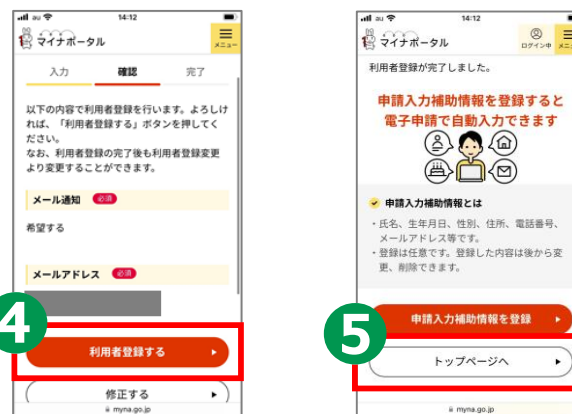 au 14:12
マイナポータル
メニュー
入力 確認 完了
以下の内容で利用者登録を行います。よろしけ
れば、「利用者登録する」ボタンを押してく
ださい。
なお、利用者登録の完了後も利用者登録変更
より変更することができます。
メール通知 必須
希望する
メールアドレス 必須
4
利用者登録する
修正する
myna.go.jp
au 14:12
マイナポータル
ログイン中
利用者登録が完了しました。
申請入力補助情報を登録すると
電子申請で自動入力できます
申請入力補助情報とは
・氏名、生年月日、性別、住所、電話番号、
メールアドレス等です。
・登録は任意です。登録した内容は後から変
更、削除できます。
申請入力補助情報を登録
5
トップページへ
myna.go.jp